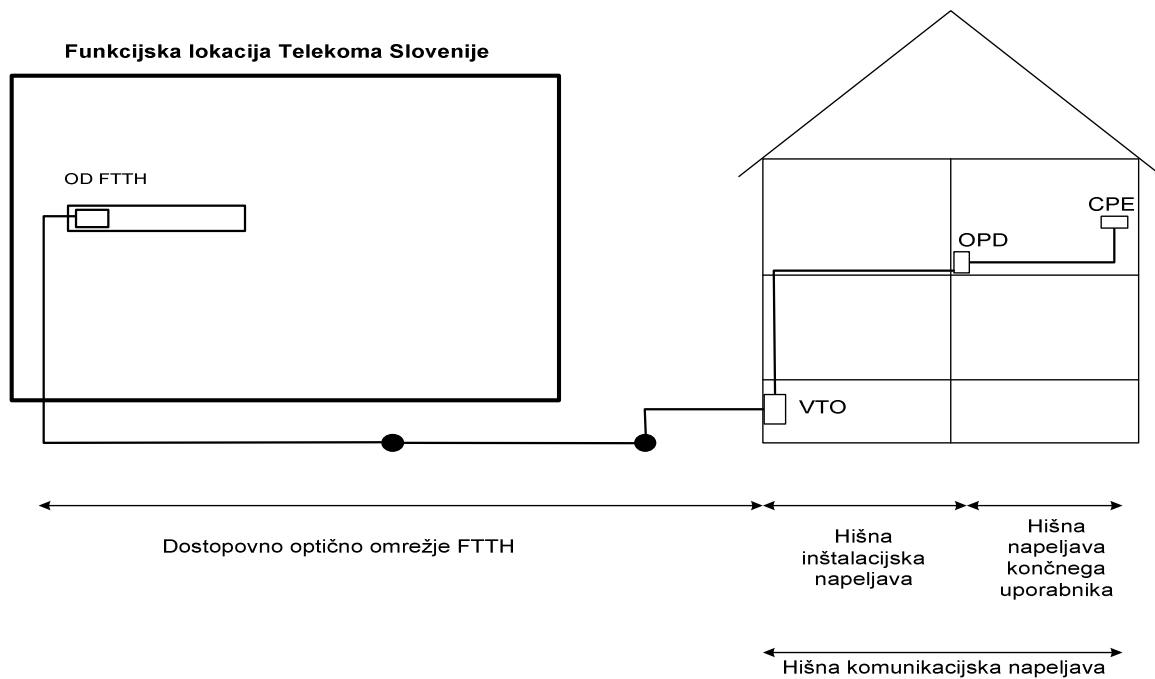 Funkcijska lokacija Telekoma Slovenije
OD FTTH
CPE
OPD
VTO
Dostopovno optično omrežje FTTH
Hišna
inštalacijska
napeljava
Hišna
napeljava
končnega
uporabnika
Hišna komunikacijska napeljava